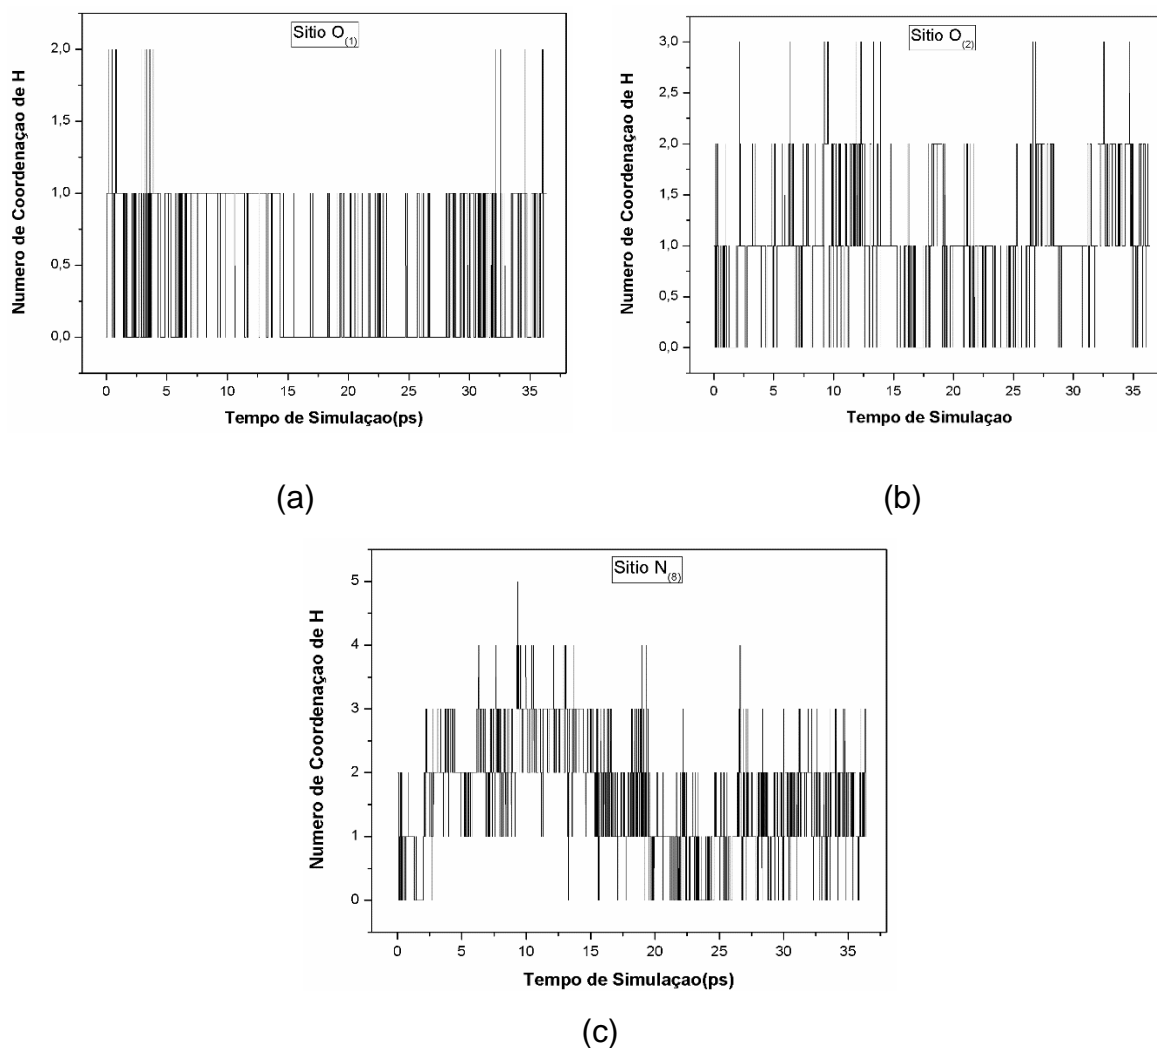 Sitio O(1)
2,0
1,5
1,0
0,5
0,0
Numero de Coordenaçao de H
0 5 10 15 20 25 30 35
Tempo de Simulaçao(ps)
(a)
Sitio O(2)
3,0
2,5
2,0
1,5
1,0
0,5
0,0
Numero de Coordenaçao de H
0 5 10 15 20 25 30 35
Tempo de Simulaçao
(b)
Sitio N(8)
5
4
3
2
1
0
Numero de Coordenaçao de H
0 5 10 15 20 25 30 35
Tempo de Simulaçao(ps)
(c)